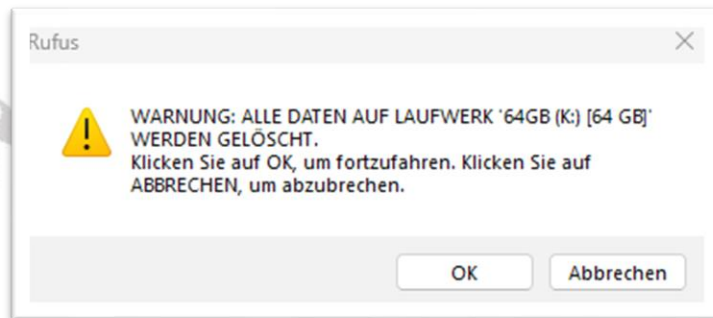 Rufus
WARNUNG: ALLE DATEN AUF LAUFWERK '64GB (K:) [64 GB]'
WERDEN GELÖSCHT.
Klicken Sie auf OK, um fortzufahren. Klicken Sie auf
ABBRECHEN, um abzubrechen.
OK
Abbrechen